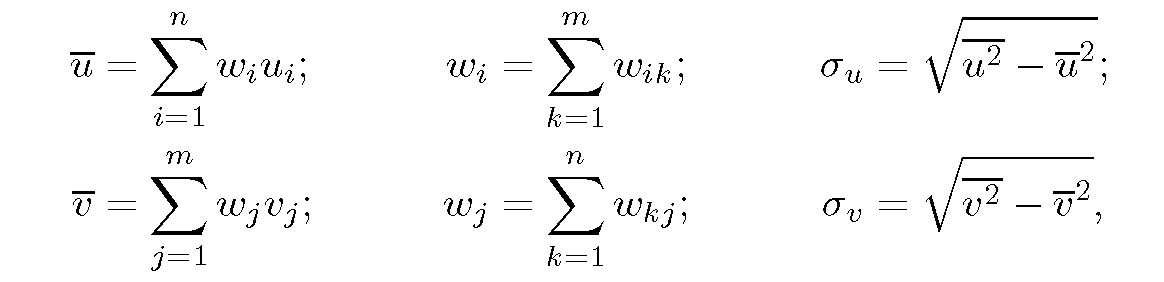 $\overline{u} = \sum_{i=1}^{n} w_i u_i; \qquad w_i = \sum_{k=1}^{m} w_{ik}; \qquad \sigma_u = \sqrt{\overline{u^2} - \overline{u}^2};$
$\overline{v} = \sum_{j=1}^{m} w_j v_j; \qquad w_j = \sum_{k=1}^{n} w_{kj}; \qquad \sigma_v = \sqrt{\overline{v^2} - \overline{v}^2},$